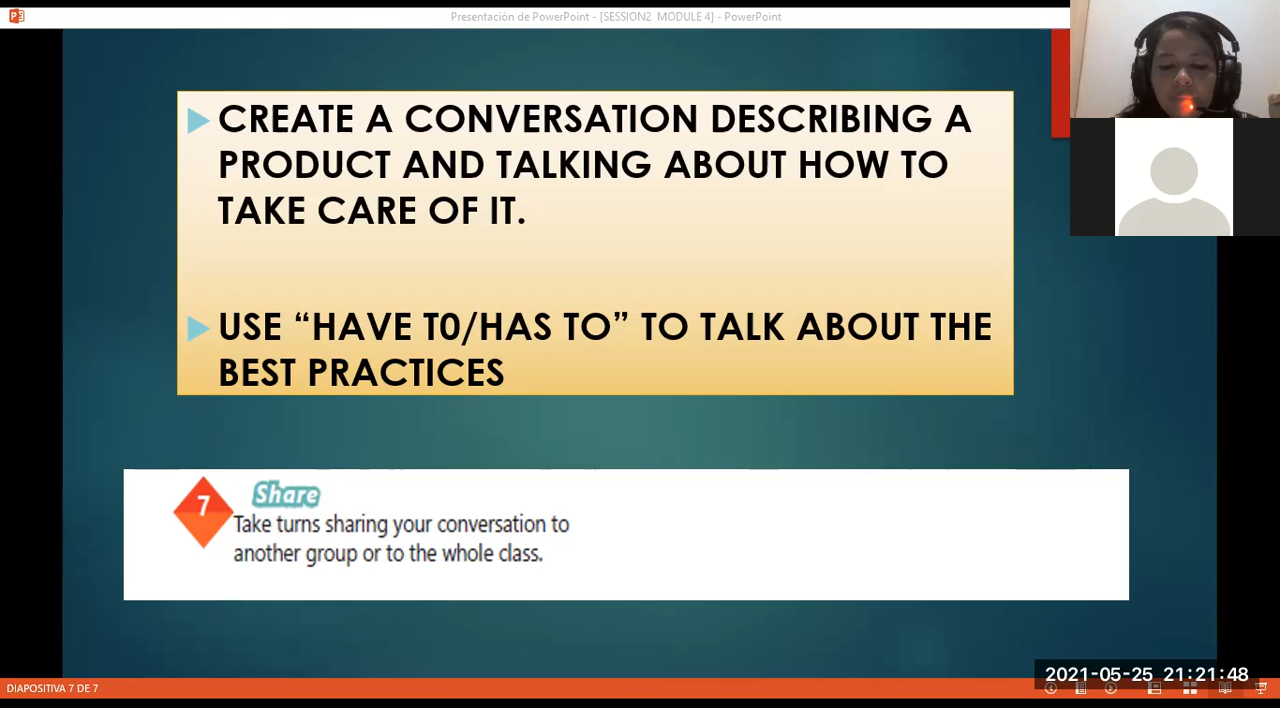 Presentación de PowerPoint - [SESSION2 MODULE 4] - PowerPoint
CREATE A CONVERSATION DESCRIBING A
PRODUCT AND TALKING ABOUT HOW TO
TAKE CARE OF IT.
USE “HAVE T0/HAS TO” TO TALK ABOUT THE
BEST PRACTICES
7
Share
Take turns sharing your conversation to
another group or to the whole class.
2021-05-25 21:21:48
DIAPOSITIVA 7 DE 7